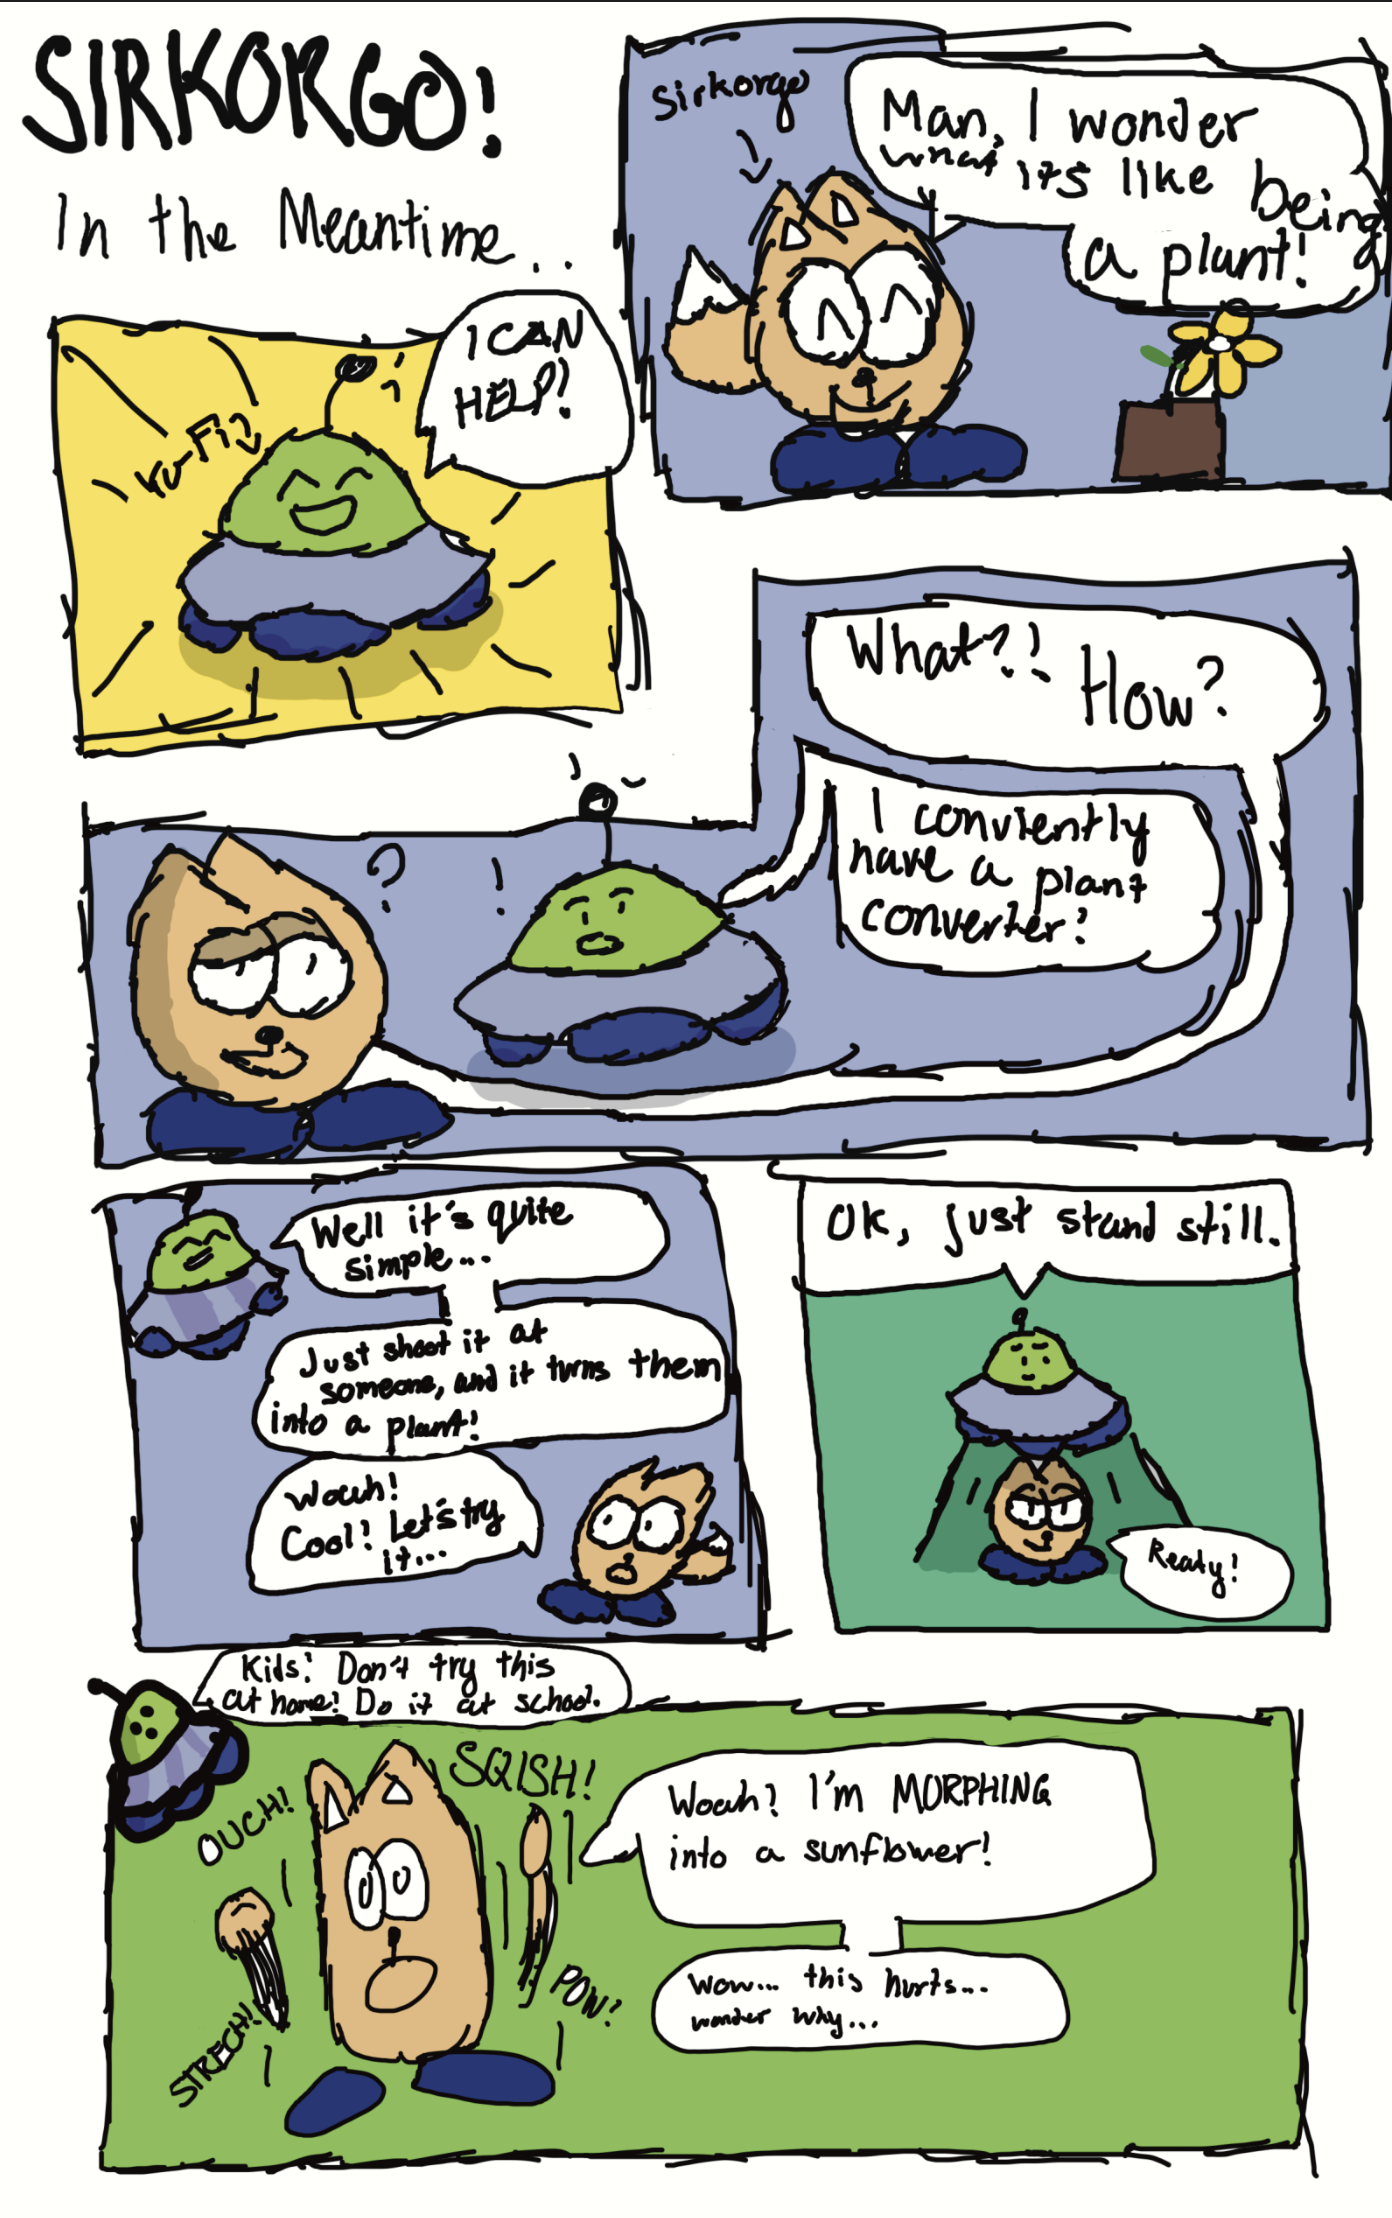 SIRKORGO!
In the Meantime...
Sirkorgo
Man, I wonder
what it's like being
a plant!
Ku-Fi
I CAN
HELP!
What?! How?
?
!
I conviently
have a plant
converter?
Well it's quite
simple...
Just shoot it at
someone, and it turns them
into a plant!
Woah!
Cool! Let's try
it...
OK, just stand still.
Ready!
Kids! Don't try this
at home! Do it at school.
OUCH!
SQISH!
STRECH!
POW!
Woah! I'm MORPHING
into a sunflower!
Wow... this hurts...
wonder why...